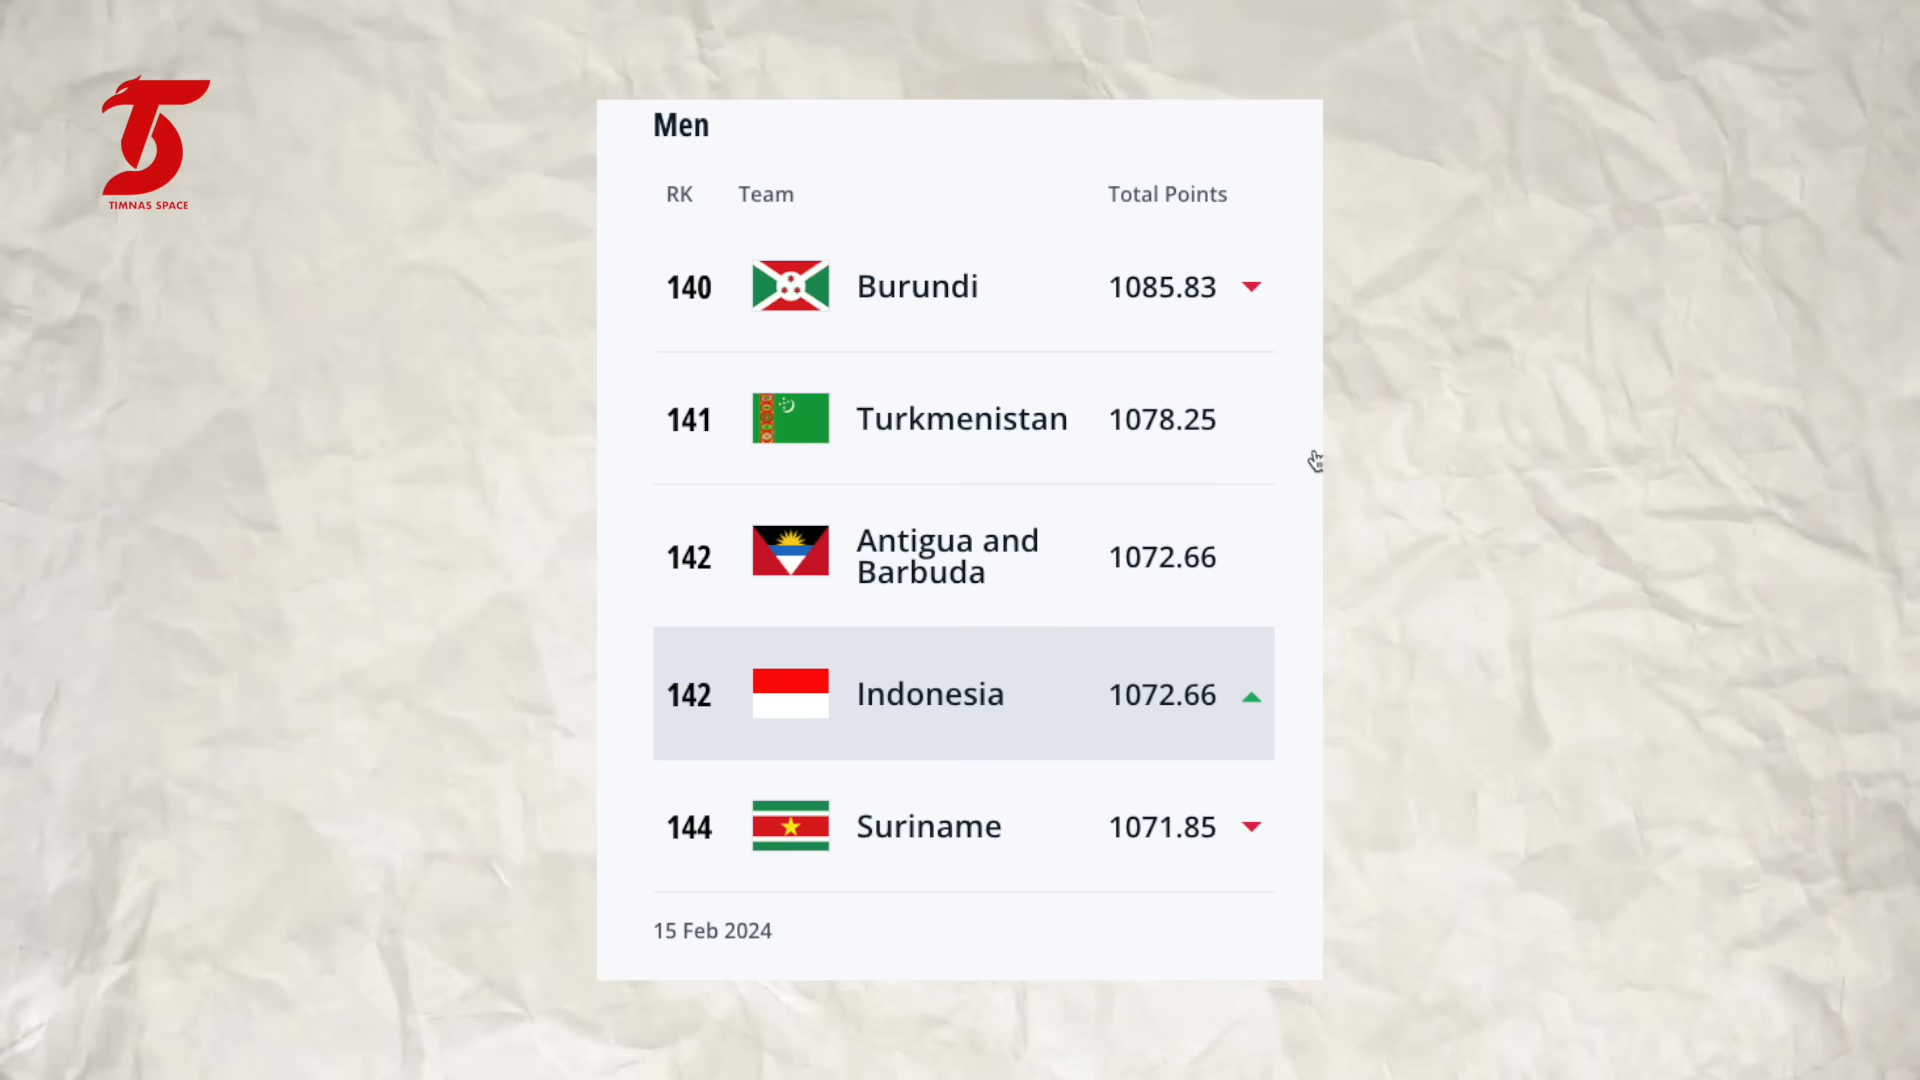 TIMNAS SPACE
Men
RK Team Total Points
140 Burundi 1085.83
141 Turkmenistan 1078.25
142 Antigua and
Barbuda 1072.66
142 Indonesia 1072.66
144 Suriname 1071.85
15 Feb 2024